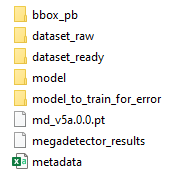 bbox_pb
dataset_raw
dataset_ready
model
model_to_train_for_error
md_v5a.0.0.pt
megadetector_results
metadata